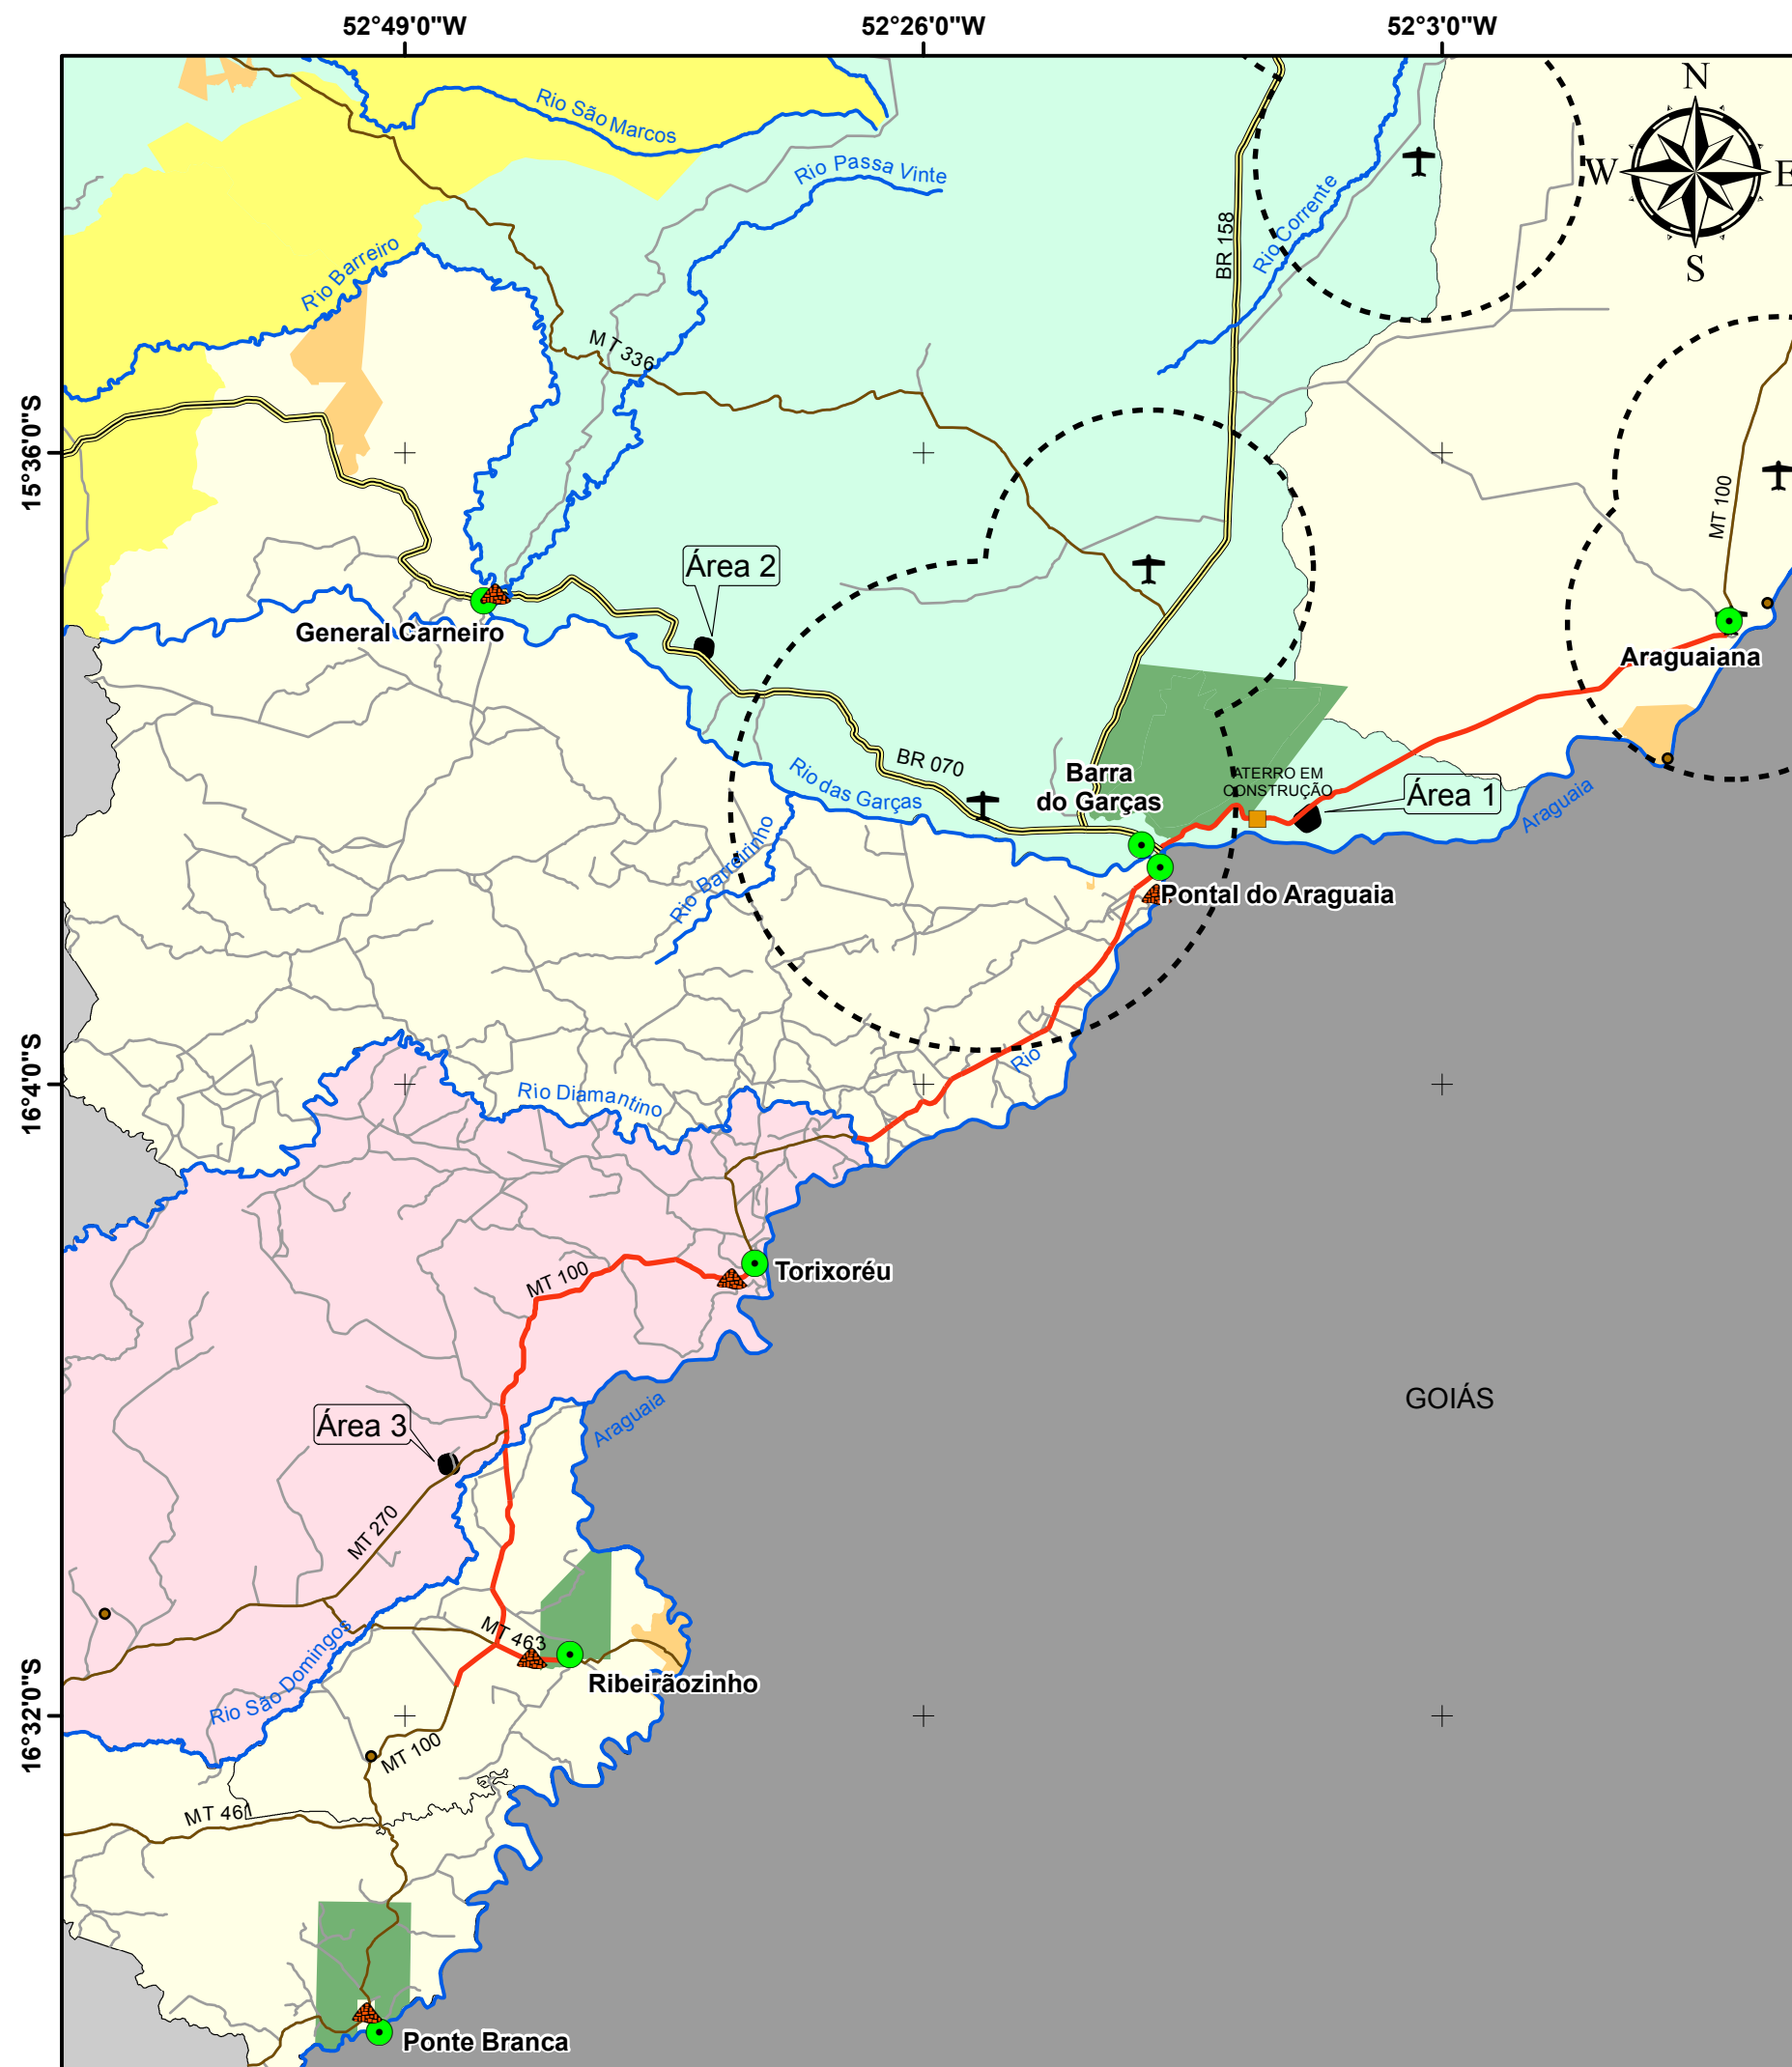 52°49'0"W
52°26'0"W
52°3'0"W
N
W
E
S
Rio São Marcos
Rio Passa Vinte
Rio Corrente
BR 158
Rio Barreiro
MT 336
15°36'0"S
MT 100
Área 2
General Carneiro
Araguaiana
BR 070
Rio das Garças
Barra
do Garças
ATERRO EM
CONSTRUÇÃO
Área 1
Araguaia
Rio Barreirinho
Pontal do Araguaia
Rio
16°4'0"S
Rio Diamantino
Torixoréu
MT 100
GOIÁS
Araguaia
Área 3
MT 270
MT 463
Ribeirãozinho
Rio São Domingos
16°32'0"S
MT 100
MT 461
Ponte Branca